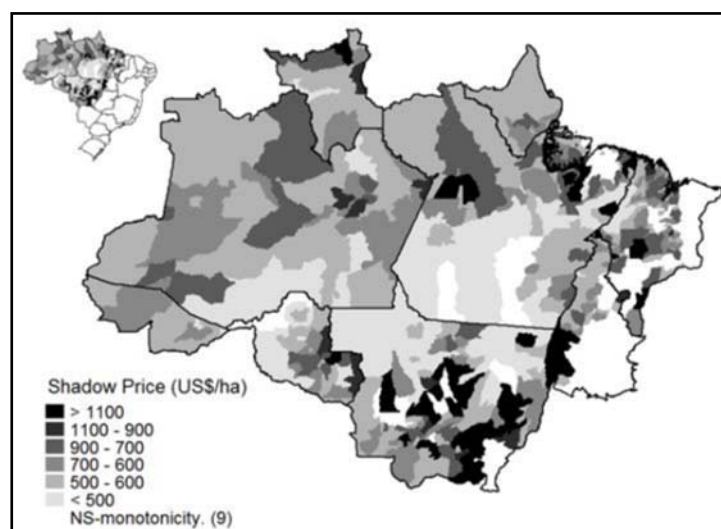 Shadow Price (US$/ha)
> 1100
1100 - 900
900 - 700
700 - 600
500 - 600
< 500
NS-monotonicity. (9)